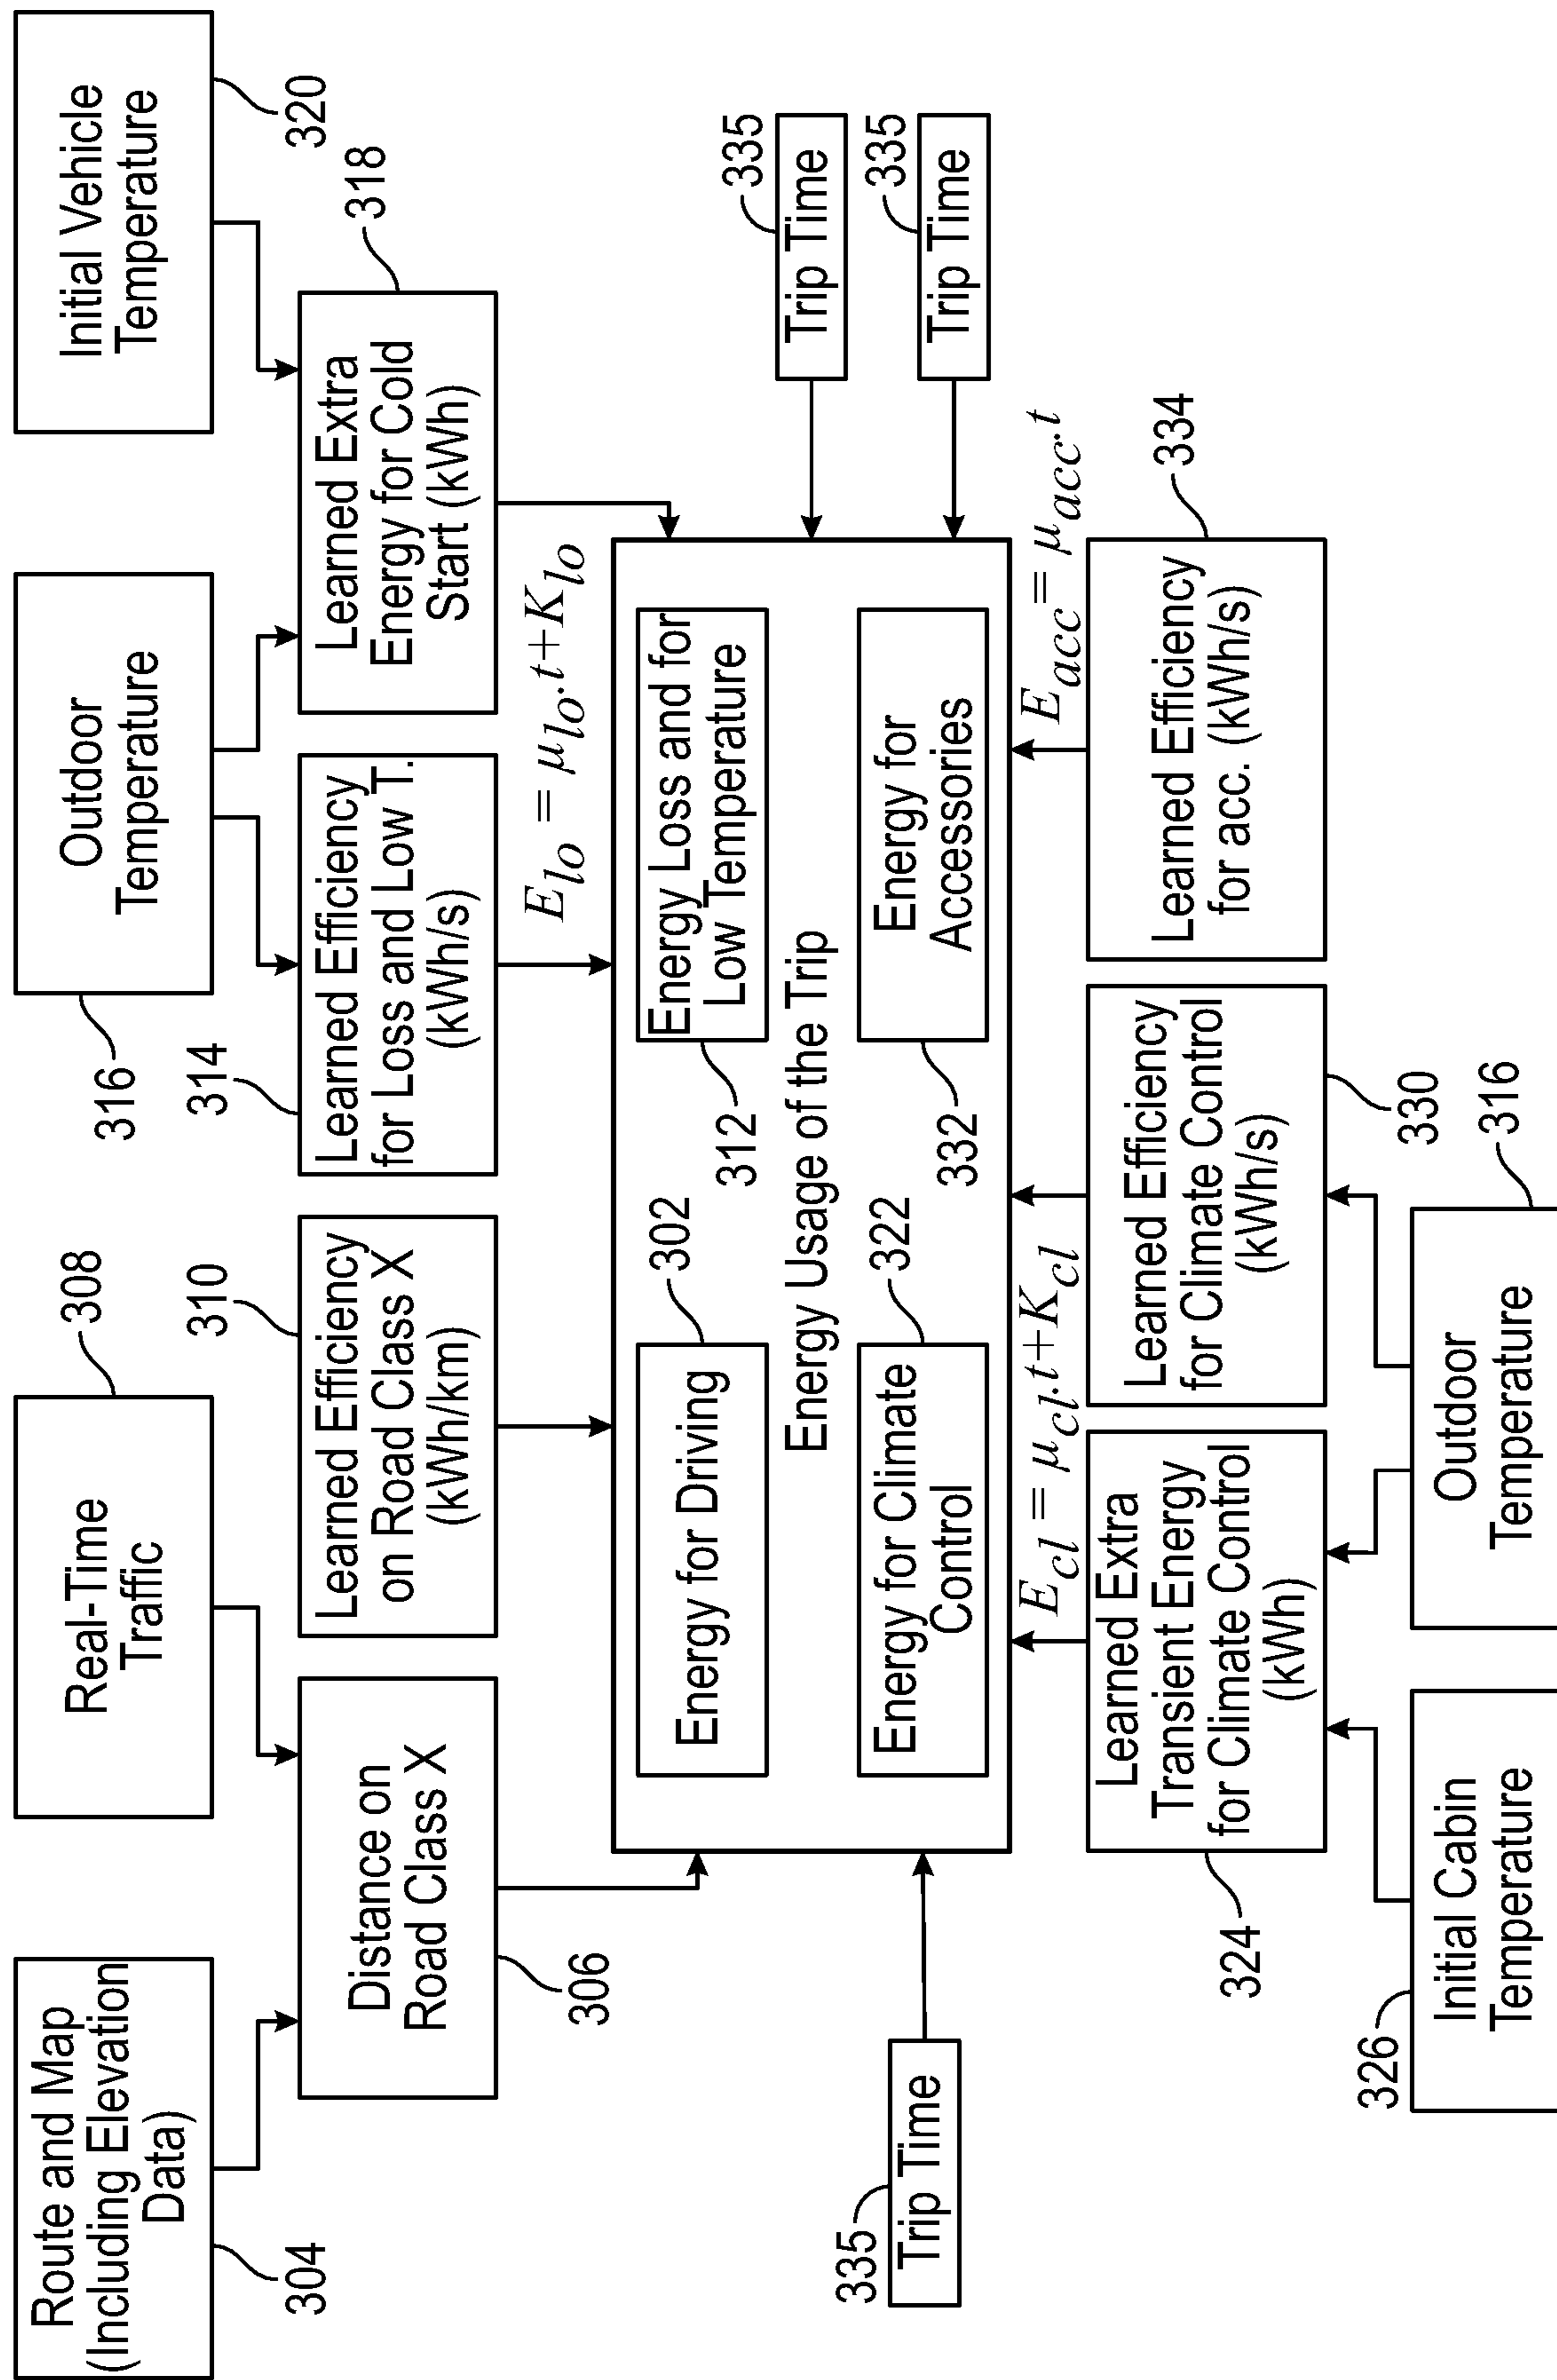 Route and Map
(Including Elevation
Data)
304
Real-Time
Traffic
308
Outdoor
Temperature
316
Initial Vehicle
Temperature
320
Distance on
Road Class X
306
Learned Efficiency
on Road Class X
(kWh/km)
310
Learned Efficiency
for Loss and Low T.
(kWh/s)
314
Learned Extra
Energy for Cold
Start (kWh)
318
E_lo = μ_lo·t+K_lo
Energy for Driving
302
Energy Loss and for
Low Temperature
312
Energy Usage of the Trip
Energy for Climate
Control
322
Energy for
Accessories
332
Trip Time
335
Trip Time
335
Trip Time
335
E_cl = μ_cl·t+K_cl
E_acc = μ_acc·t
Learned Extra
Transient Energy
for Climate Control
(kWh)
324
Learned Efficiency
for Climate Control
(kWh/s)
330
Learned Efficiency
for acc. (kWh/s)
334
Initial Cabin
Temperature
326
Outdoor
Temperature
316